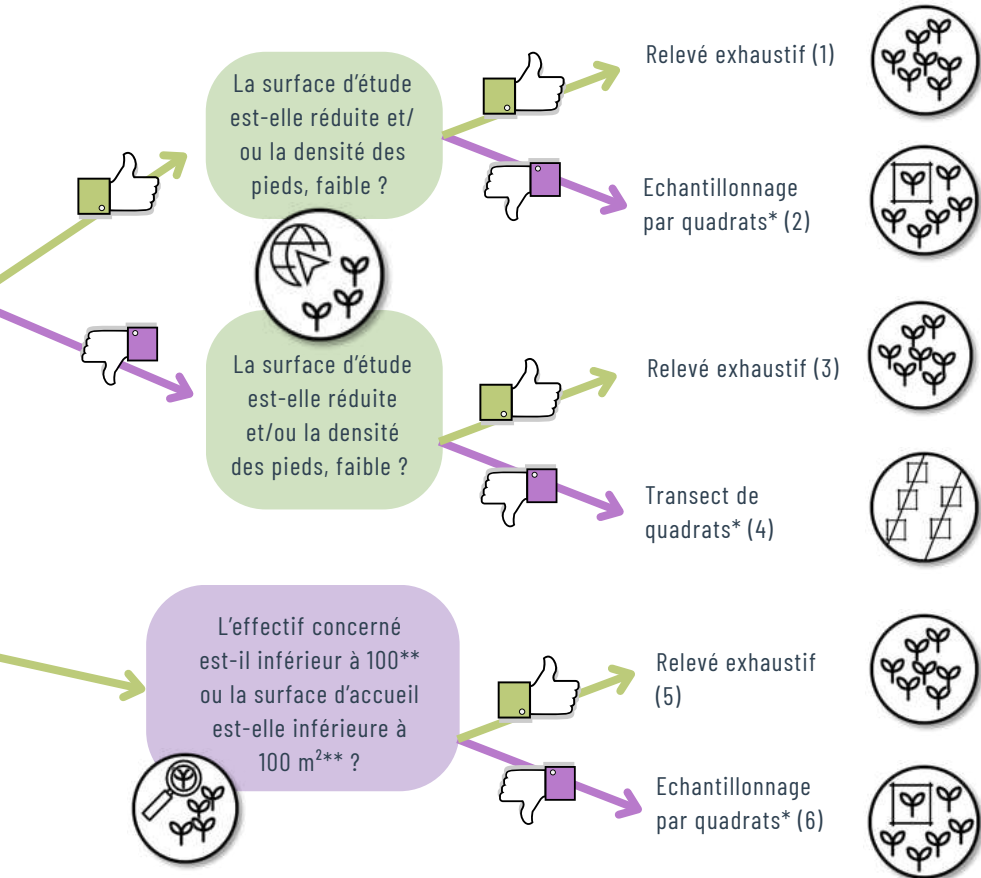 La surface d'étude
est-elle réduite et/
ou la densité des
pieds, faible ?
Relevé exhaustif (1)
Echantillonnage
par quadrats* (2)
La surface d'étude
est-elle réduite
et/ou la densité
des pieds, faible ?
Relevé exhaustif (3)
Transect de
quadrats* (4)
L'effectif concerné
est-il inférieur à 100**
ou la surface d'accueil
est-elle inférieure à
100 m²** ?
Relevé exhaustif
(5)
Echantillonnage
par quadrats* (6)